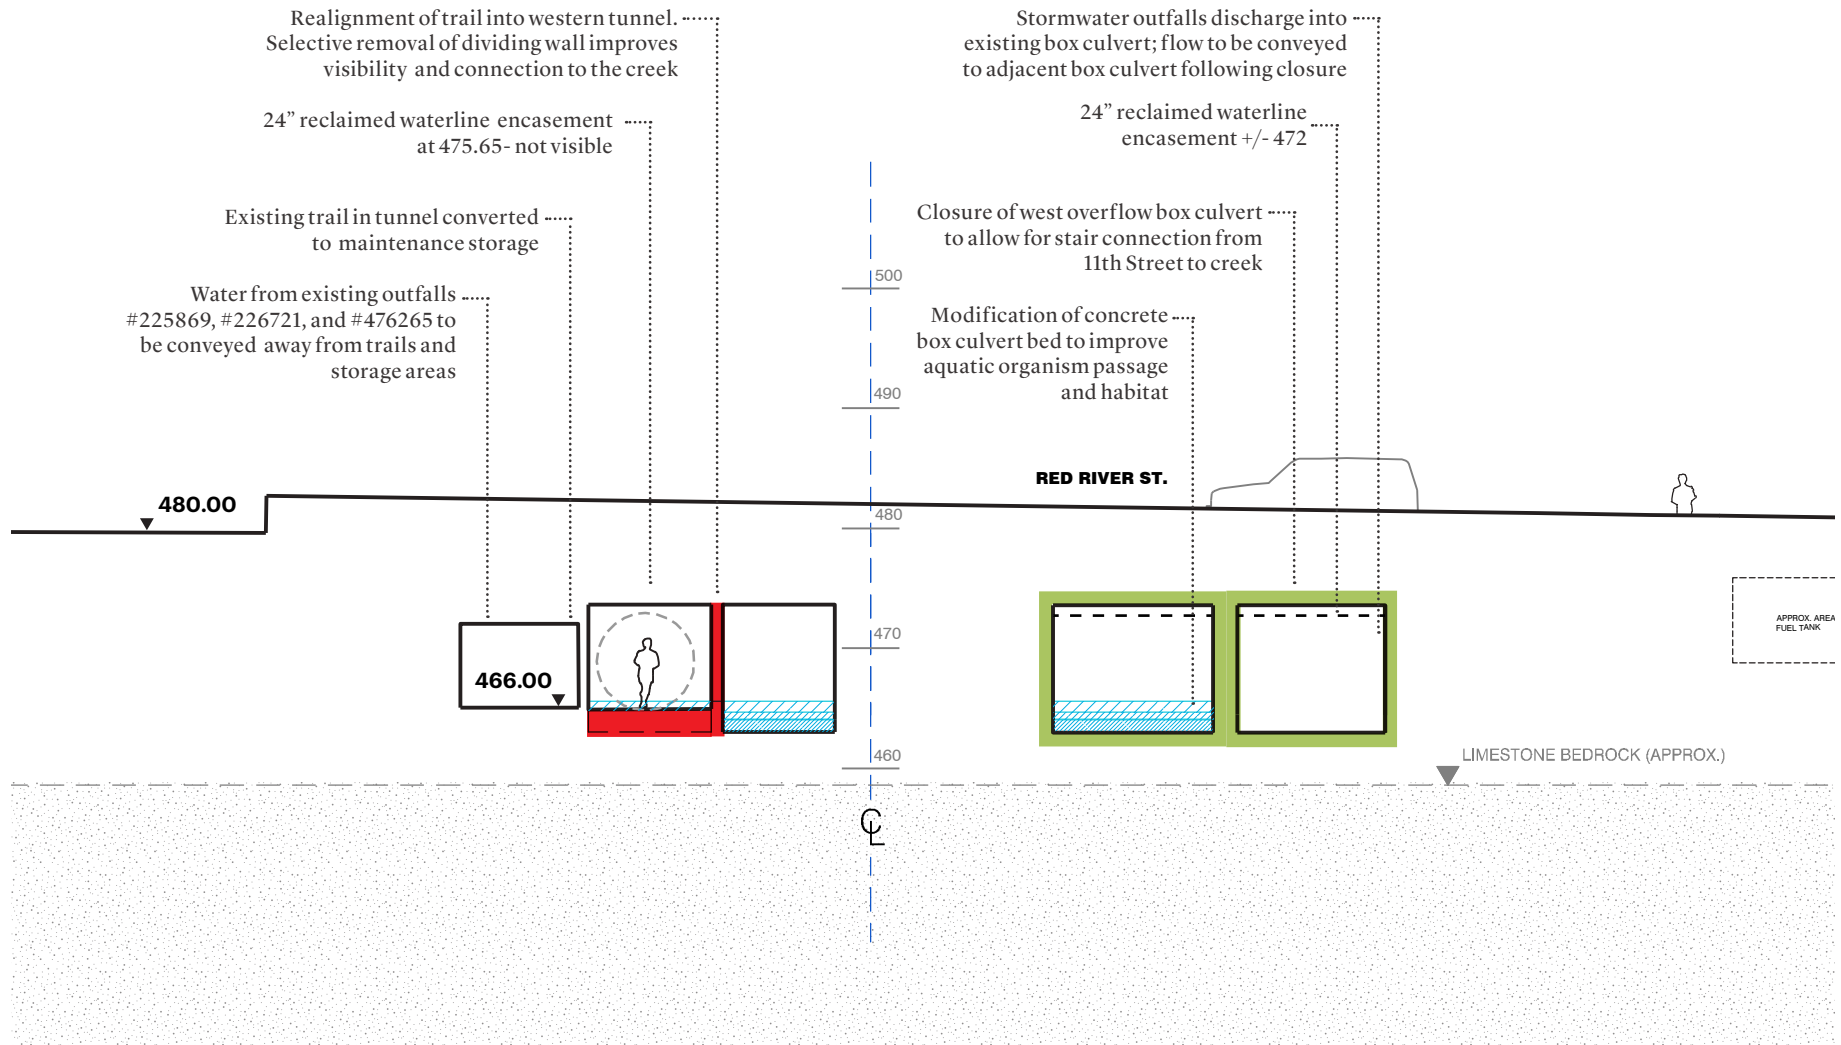 Realignment of trail into western tunnel.
Selective removal of dividing wall improves
visibility and connection to the creek
24” reclaimed waterline encasement
at 475.65- not visible
Existing trail in tunnel converted
to maintenance storage
Water from existing outfalls
#225869, #226721, and #476265 to
be conveyed away from trails and
storage areas
Stormwater outfalls discharge into
existing box culvert; flow to be conveyed
to adjacent box culvert following closure
24” reclaimed waterline
encasement +/- 472
Closure of west overflow box culvert
to allow for stair connection from
11th Street to creek
Modification of concrete
box culvert bed to improve
aquatic organism passage
and habitat
500
490
480
470
460
RED RIVER ST.
480.00
466.00
APPROX. AREA
FUEL TANK
LIMESTONE BEDROCK (APPROX.)
CL